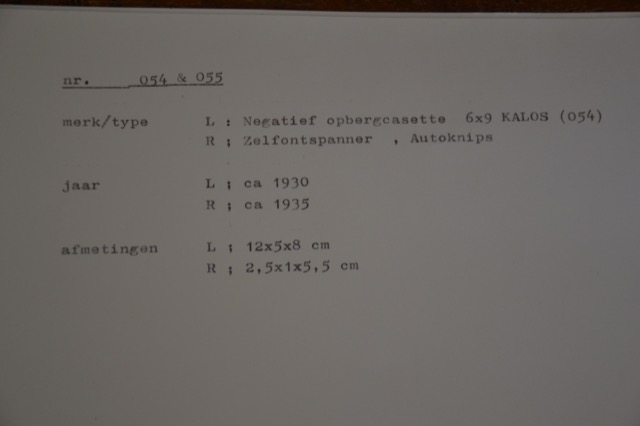 nr. 054 & 055
merk/type L ; Negatief opbergcasette 6x9 KALOS (054)
R ; Zelfontspanner , Autoknips
jaar L ; ca 1930
R ; ca 1935
afmetingen L ; 12x5x8 cm
R ; 2,5x1x5,5 cm